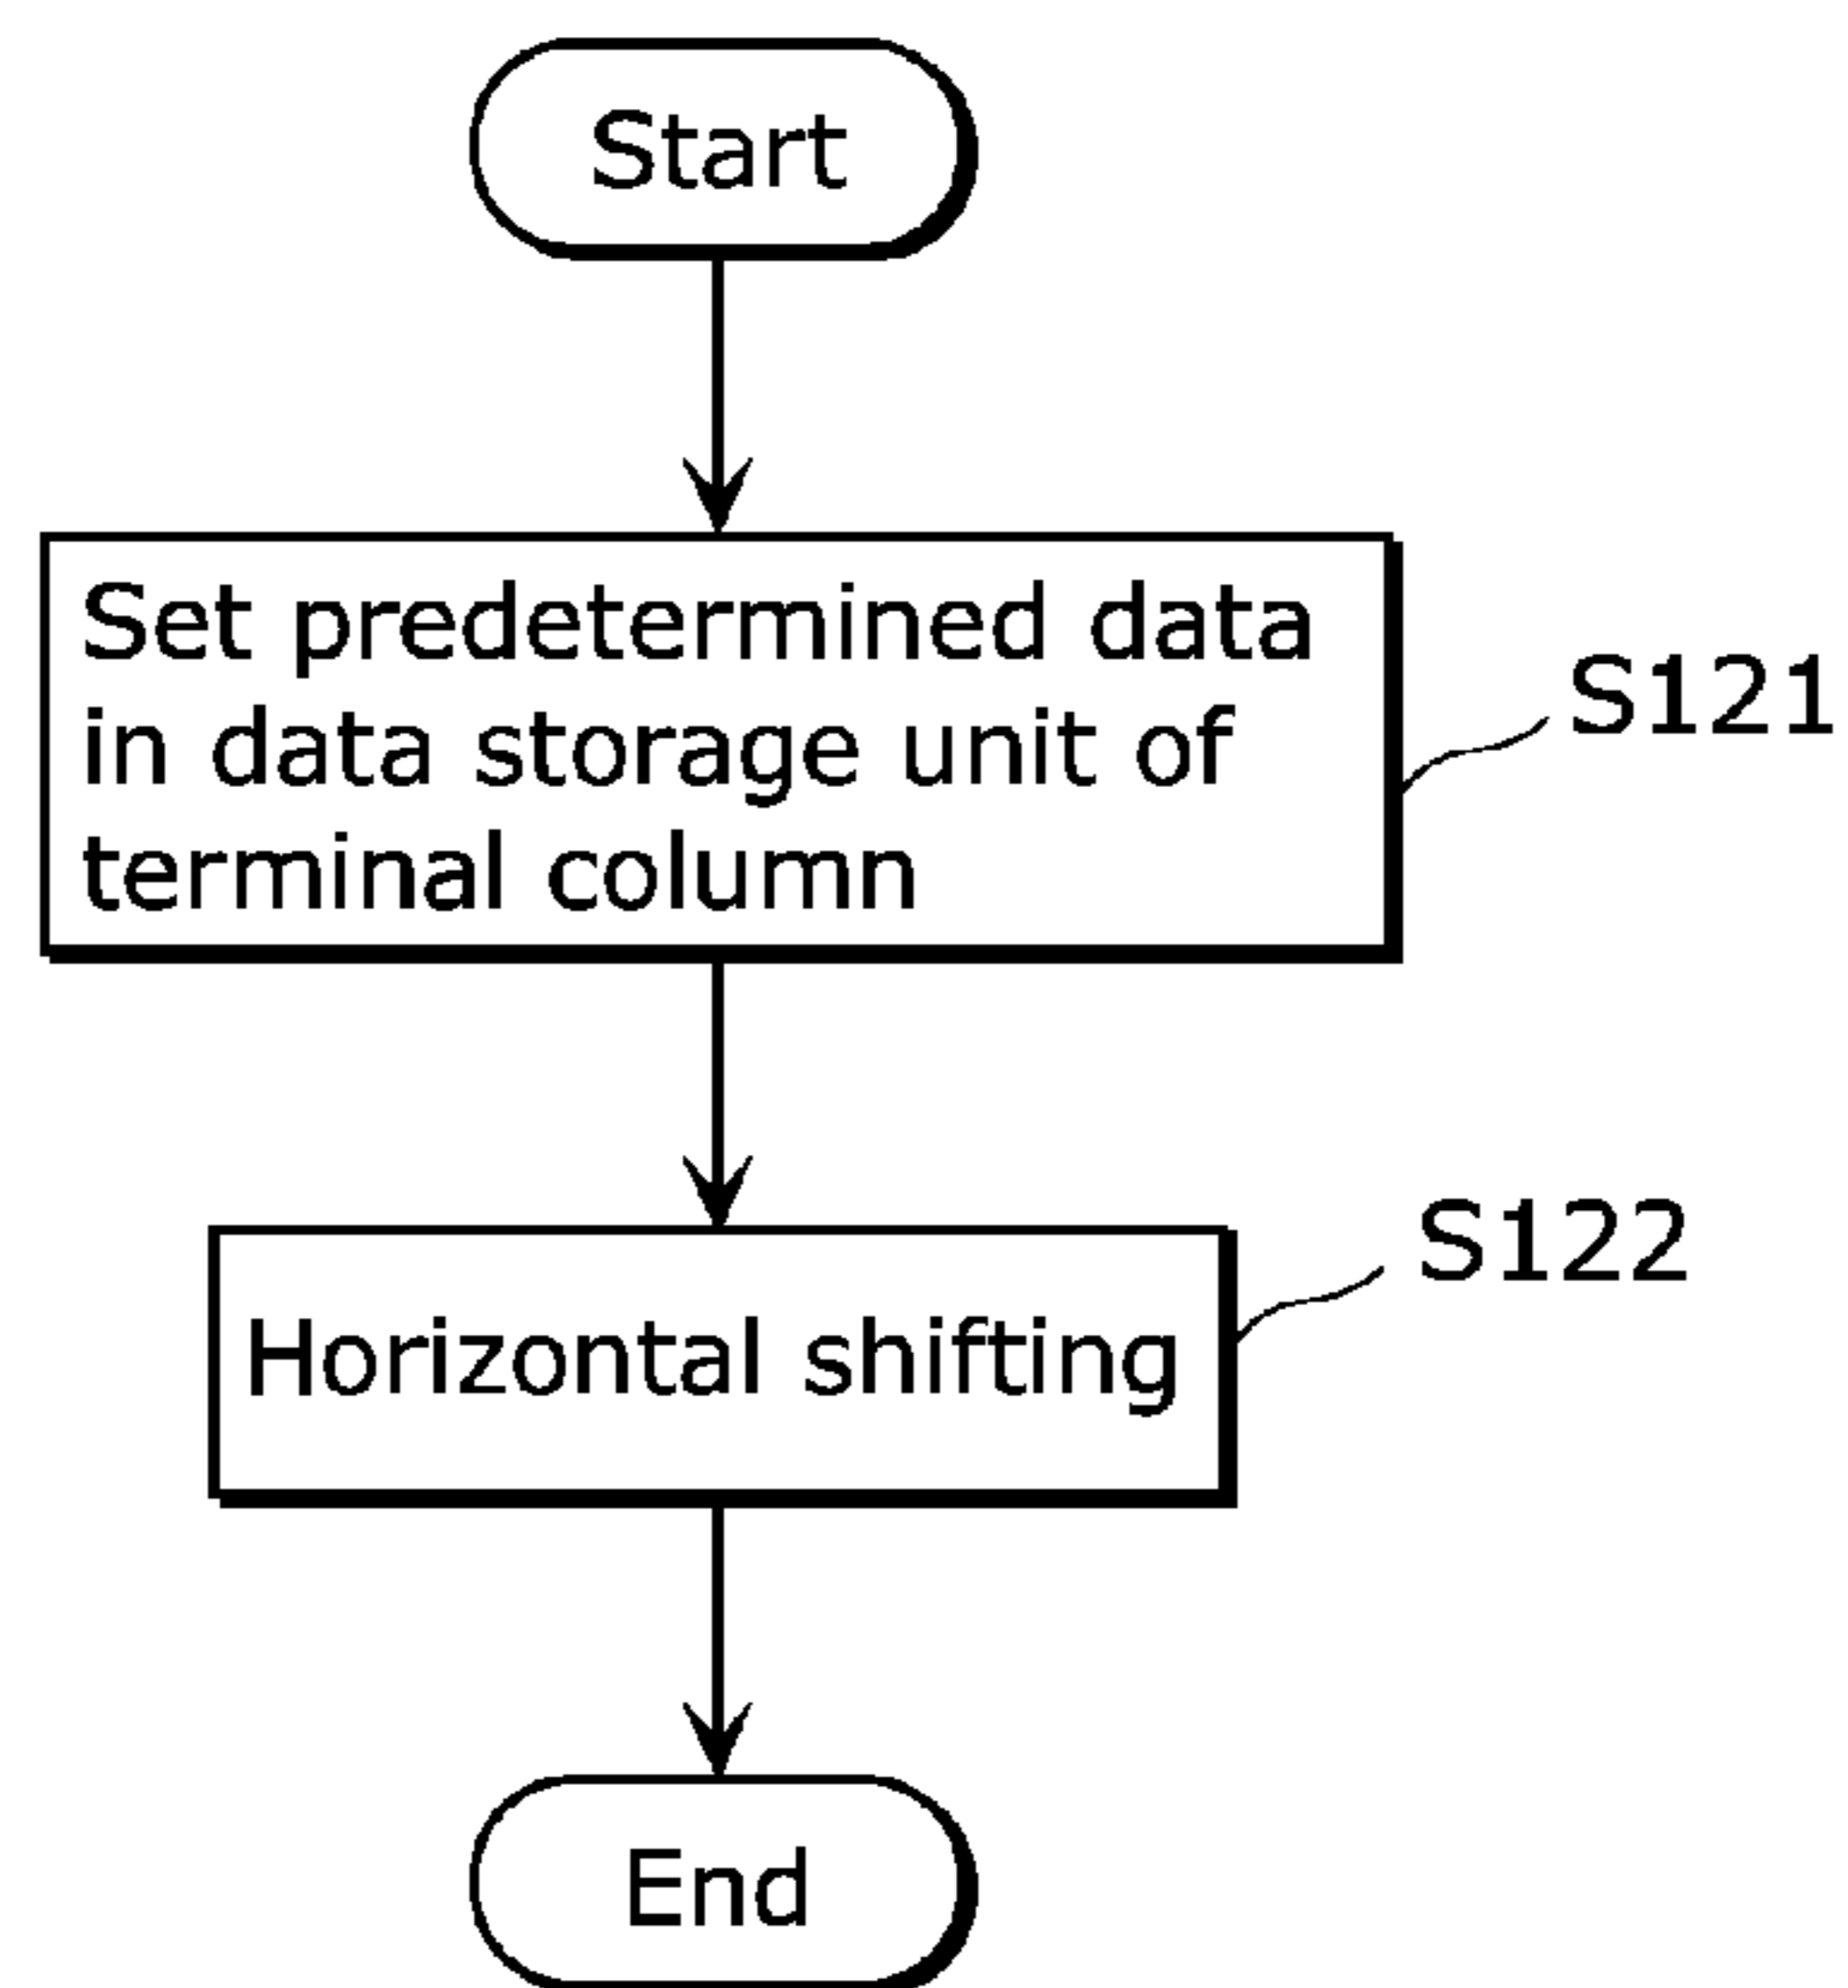 Start
Set predetermined data
in data storage unit of
terminal column
S121
Horizontal shifting
S122
End